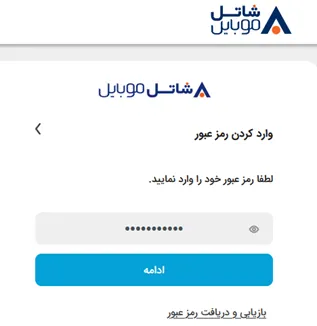 شاتل
موبایل
شاتل موبایل
وارد کردن رمز عبور
لطفا رمز عبور خود را وارد نمایید.
•••••••••••
ادامه
بازیابی و دریافت رمز عبور